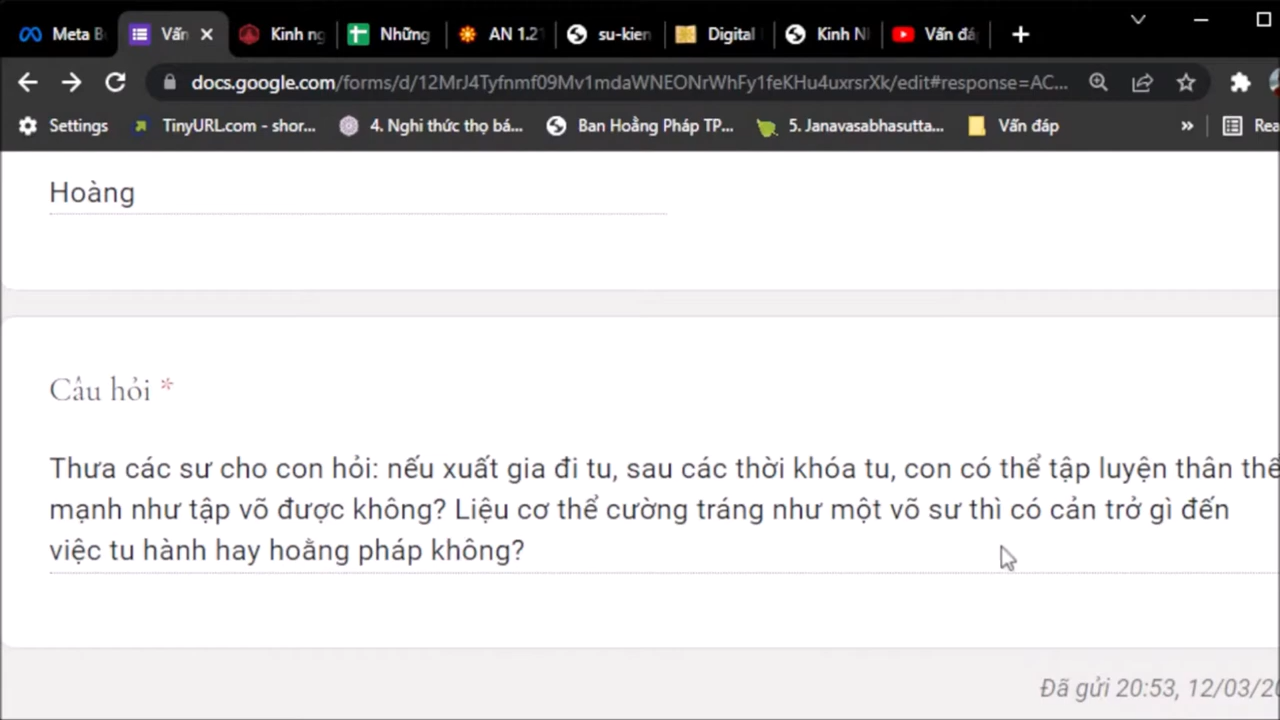 Meta B
Vấn
Kinh ng
Những
AN 1.21
su-kien
Digital
Kinh N
Vấn đá
docs.google.com/forms/d/12MrJ4Tyfnmf09Mv1mdaWNEONrWhFy1feKHu4uxrsrXk/edit#response=AC...
Settings
TinyURL.com - shor...
4. Nghi thức thọ bá...
Ban Hoằng Pháp TP...
5. Janavasabhasutta...
Vấn đáp
»
Rea
Hoàng
Câu hỏi *
Thưa các sư cho con hỏi: nếu xuất gia đi tu, sau các thời khóa tu, con có thể tập luyện thân thể
mạnh như tập võ được không? Liệu cơ thể cường tráng như một võ sư thì có cản trở gì đến
việc tu hành hay hoằng pháp không?
Đã gửi 20:53, 12/03/20